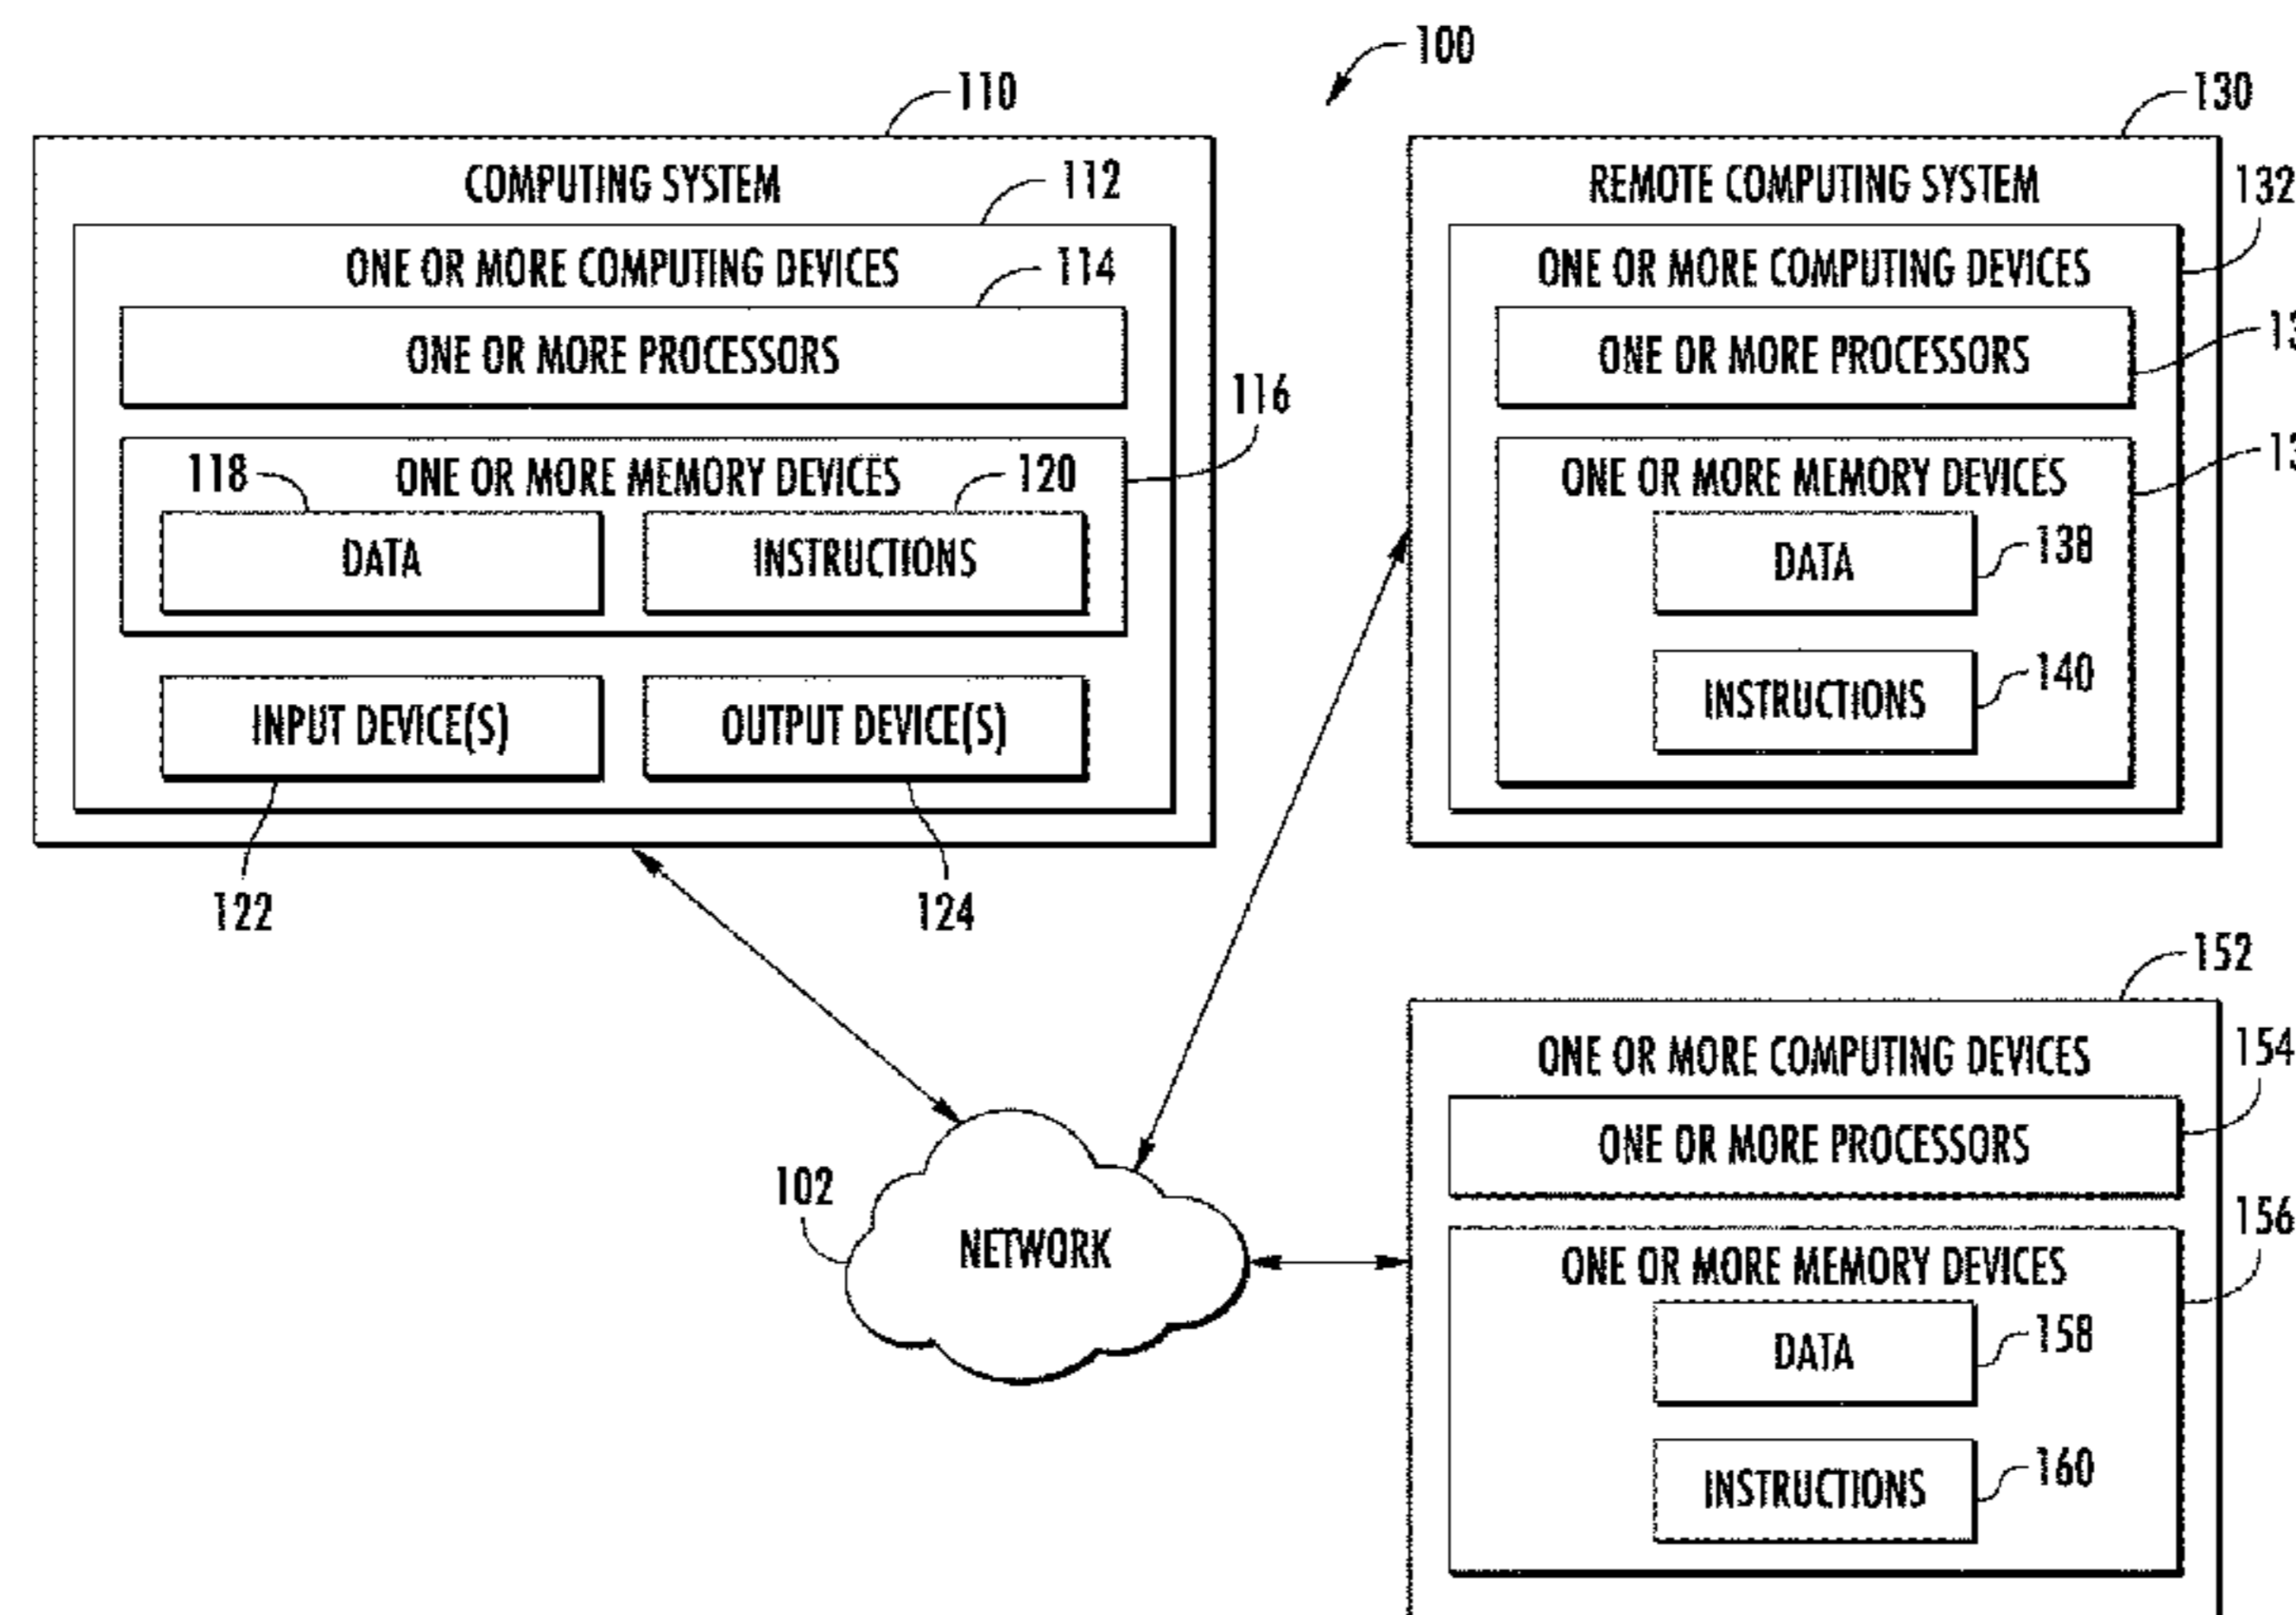 100
110
COMPUTING SYSTEM
112
ONE OR MORE COMPUTING DEVICES
114
ONE OR MORE PROCESSORS
116
ONE OR MORE MEMORY DEVICES
118
120
DATA
INSTRUCTIONS
INPUT DEVICE(S)
OUTPUT DEVICE(S)
122
124
130
REMOTE COMPUTING SYSTEM
132
ONE OR MORE COMPUTING DEVICES
ONE OR MORE PROCESSORS
ONE OR MORE MEMORY DEVICES
DATA
138
INSTRUCTIONS
140
102
NETWORK
152
ONE OR MORE COMPUTING DEVICES
154
ONE OR MORE PROCESSORS
156
ONE OR MORE MEMORY DEVICES
DATA
158
INSTRUCTIONS
160